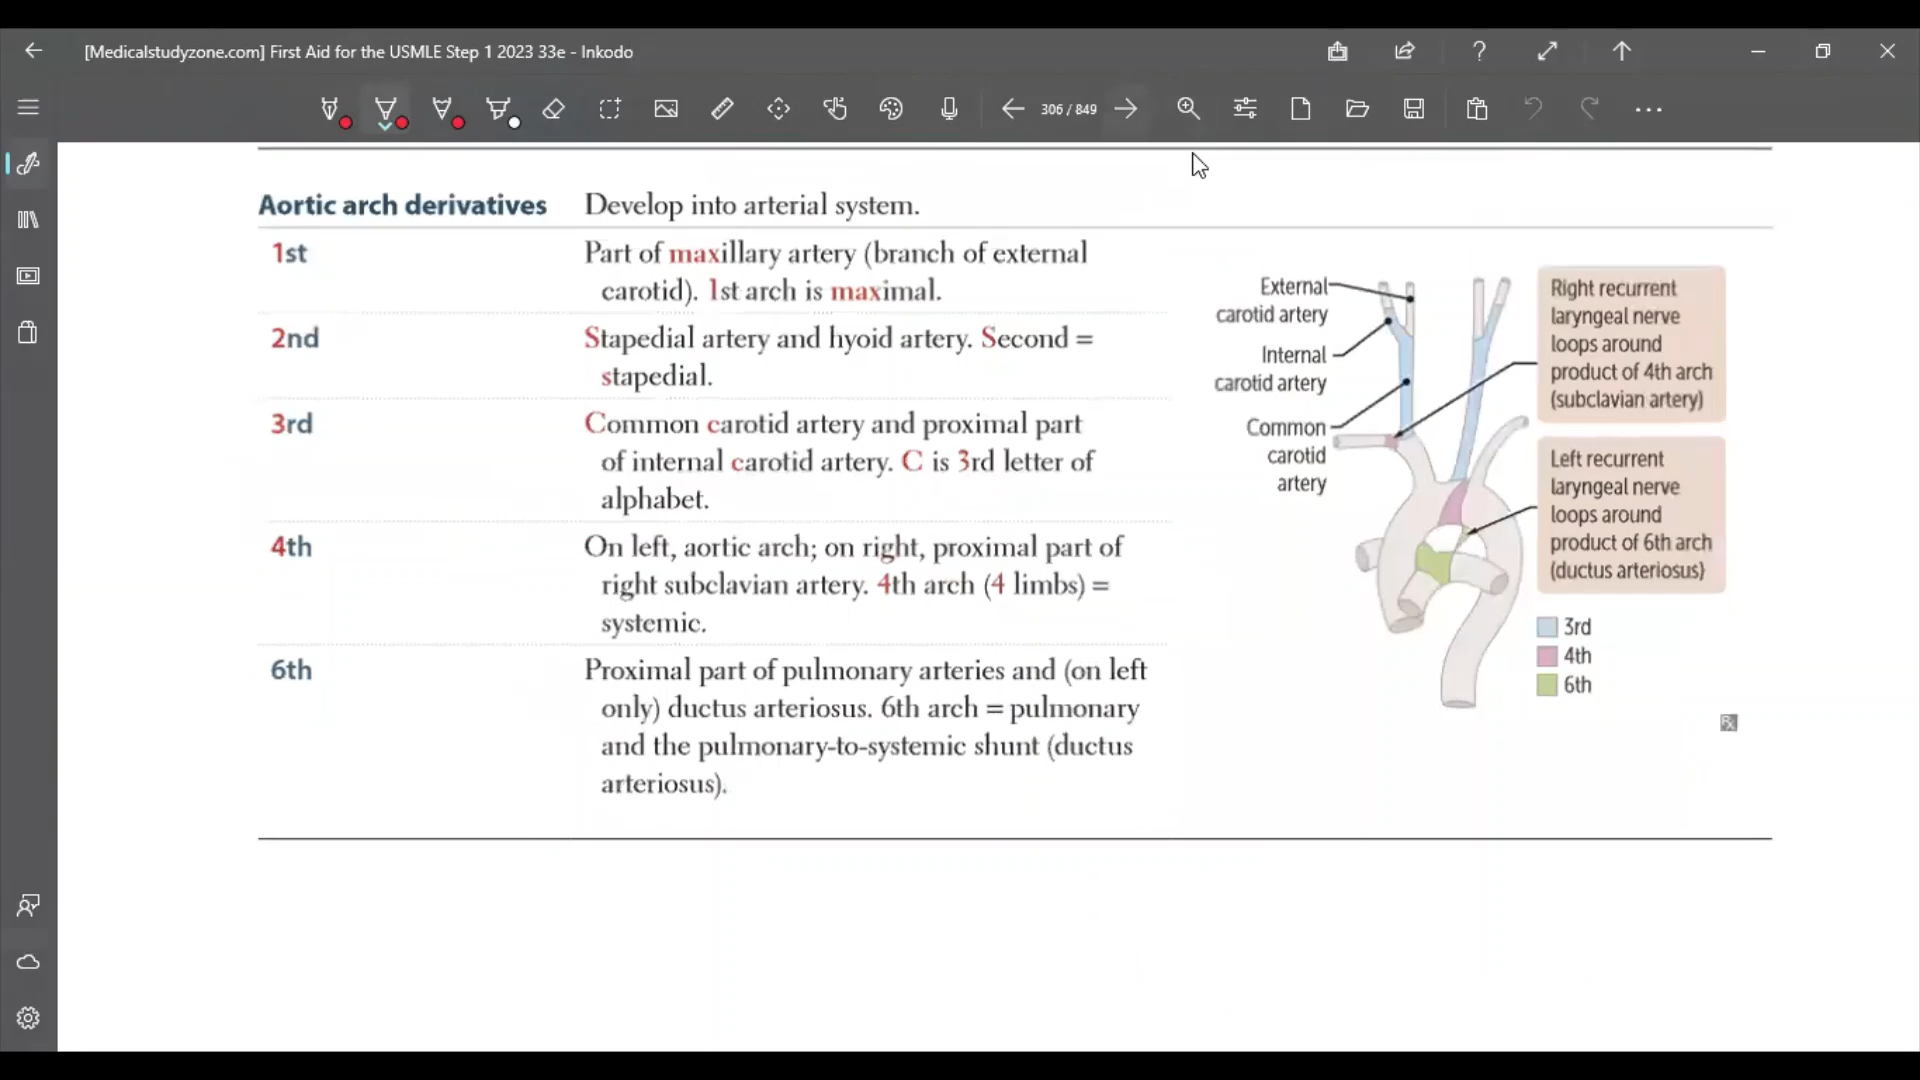 [Medicalstudyzone.com] First Aid for the USMLE Step 1 2023 33e - Inkodo
306 / 849
Aortic arch derivatives
Develop into arterial system.
1st
Part of maxillary artery (branch of external
carotid). 1st arch is maximal.
2nd
Stapedial artery and hyoid artery. Second =
stapedial.
3rd
Common carotid artery and proximal part
of internal carotid artery. C is 3rd letter of
alphabet.
4th
On left, aortic arch; on right, proximal part of
right subclavian artery. 4th arch (4 limbs) =
systemic.
6th
Proximal part of pulmonary arteries and (on left
only) ductus arteriosus. 6th arch = pulmonary
and the pulmonary-to-systemic shunt (ductus
arteriosus).
External
carotid artery
Internal
carotid artery
Common
carotid
artery
Right recurrent
laryngeal nerve
loops around
product of 4th arch
(subclavian artery)
Left recurrent
laryngeal nerve
loops around
product of 6th arch
(ductus arteriosus)
3rd
4th
6th
Rx